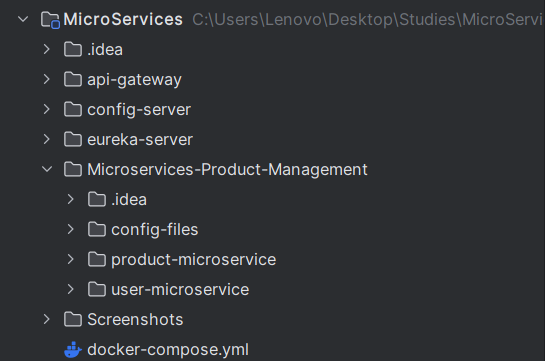 MicroServices C:\Users\Lenovo\Desktop\Studies\MicroServi
.idea
api-gateway
config-server
eureka-server
Microservices-Product-Management
.idea
config-files
product-microservice
user-microservice
Screenshots
docker-compose.yml